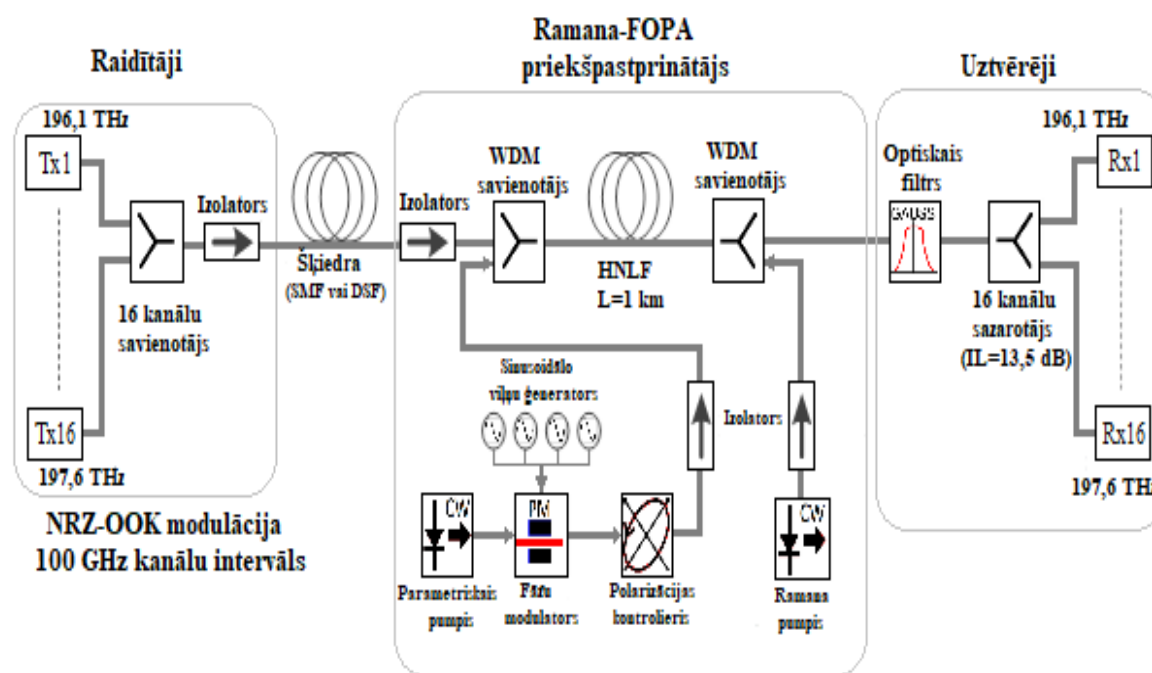 Raidītāji
Ramana-FOPA
priekšpastprinātājs
Uztvērēji
196,1 THz
Tx1
Izolators
16 kanālu
savienotājs
Tx16
197,6 THz
NRZ-OOK modulācija
100 GHz kanālu intervāls
Šķiedra
(SMF vai DSF)
Izolators
WDM
savienotājs
HNLF
L=1 km
WDM
savienotājs
Sinusoidālo
viļņu ģenerators
Izolators
CW
PM
CW
Parametriskais
pumpis
Fāžu
modulators
Polarizācijas
kontrolieris
Ramana
pumpis
Optiskais
filtrs
GAUGS
196,1 THz
Rx1
16 kanālu
sazarotājs
(IL=13,5 dB)
Rx16
197,6 THz